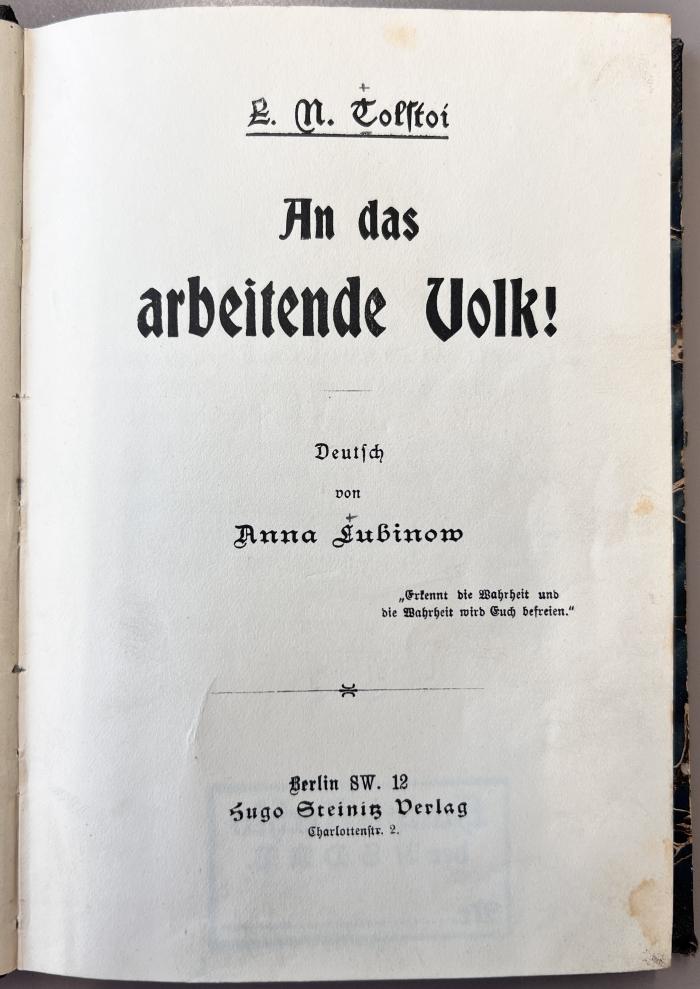 L. N. Tolſtoi
An das
arbeitende Volk!
Deutſch
von
Anna Lubinow
„Erkennt die Wahrheit und
die Wahrheit wird Euch befreien.“
Berlin SW. 12
Hugo Steinitz Verlag
Charlottenſtr. 2.